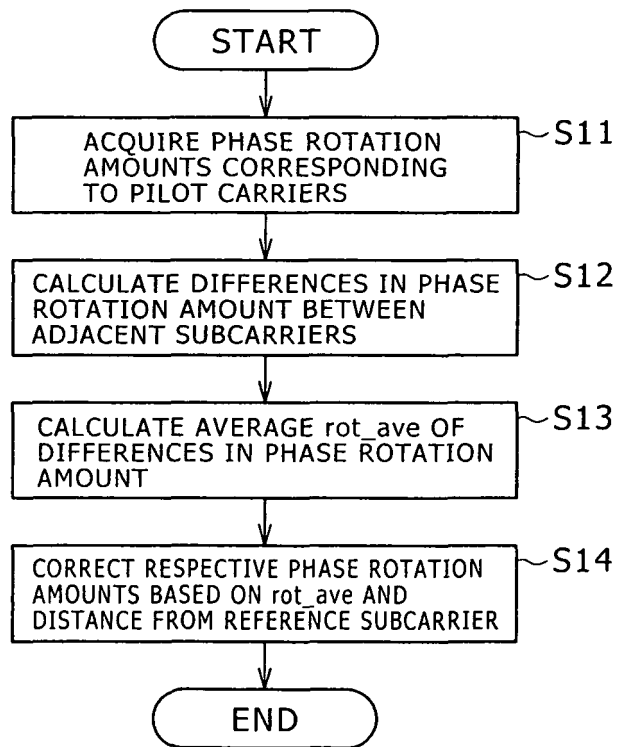 START
ACQUIRE PHASE ROTATION
AMOUNTS CORRESPONDING
TO PILOT CARRIERS
S11
CALCULATE DIFFERENCES IN PHASE
ROTATION AMOUNT BETWEEN
ADJACENT SUBCARRIERS
S12
CALCULATE AVERAGE rot_ave OF
DIFFERENCES IN PHASE ROTATION
AMOUNT
S13
CORRECT RESPECTIVE PHASE ROTATION
AMOUNTS BASED ON rot_ave AND
DISTANCE FROM REFERENCE SUBCARRIER
S14
END